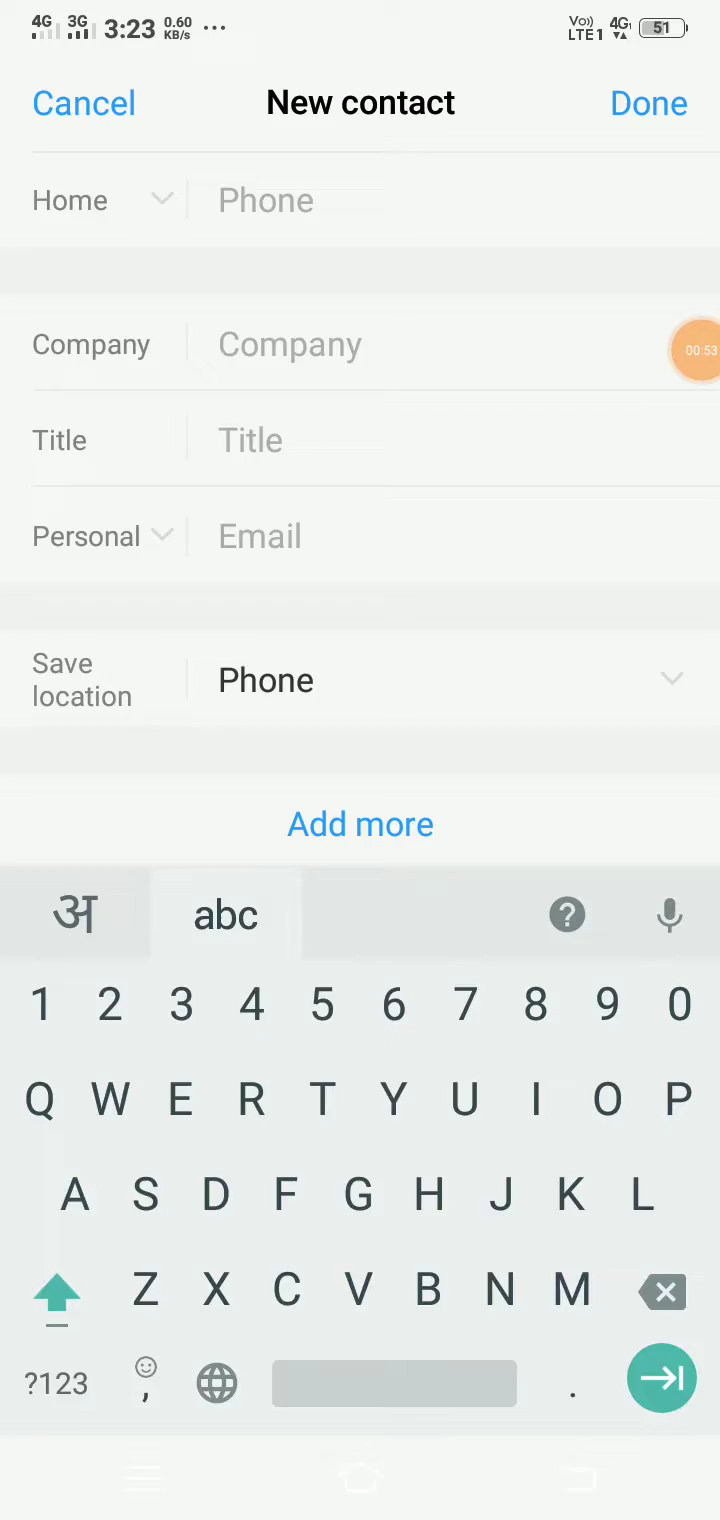 4G 3G 3:23 0.60 KB/s ... Vo)) LTE1 4G1 51
Cancel New contact Done
Home Phone
Company Company
00:53
Title Title
Personal Email
Save location Phone
Add more
अ abc ?
1 2 3 4 5 6 7 8 9 0
Q W E R T Y U I O P
A S D F G H J K L
Z X C V B N M
?123 , .